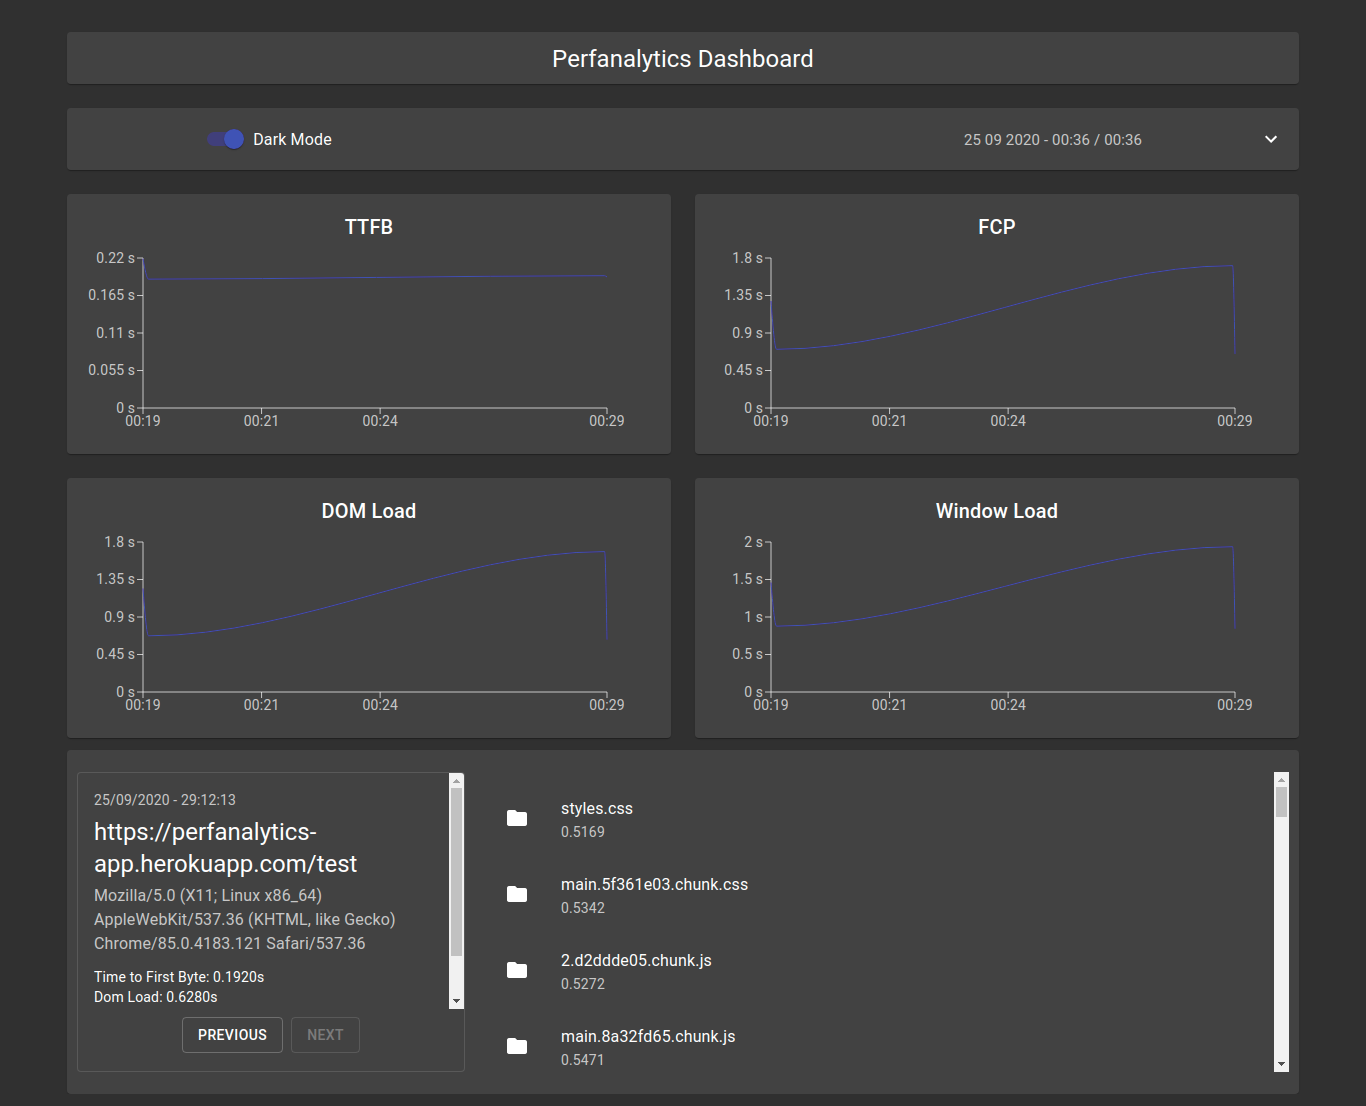 Perfanalytics Dashboard
Dark Mode
25 09 2020 - 00:36 / 00:36
TTFB
0.22 s
0.165 s
0.11 s
0.055 s
0 s
00:19 00:21 00:24 00:29
FCP
1.8 s
1.35 s
0.9 s
0.45 s
0 s
00:19 00:21 00:24 00:29
DOM Load
1.8 s
1.35 s
0.9 s
0.45 s
0 s
00:19 00:21 00:24 00:29
Window Load
2 s
1.5 s
1 s
0.5 s
0 s
00:19 00:21 00:24 00:29
25/09/2020 - 29:12:13
https://perfanalytics-
app.herokuapp.com/test
Mozilla/5.0 (X11; Linux x86_64)
AppleWebKit/537.36 (KHTML, like Gecko)
Chrome/85.0.4183.121 Safari/537.36
Time to First Byte: 0.1920s
Dom Load: 0.6280s
PREVIOUS NEXT
styles.css
0.5169
main.5f361e03.chunk.css
0.5342
2.d2ddde05.chunk.js
0.5272
main.8a32fd65.chunk.js
0.5471